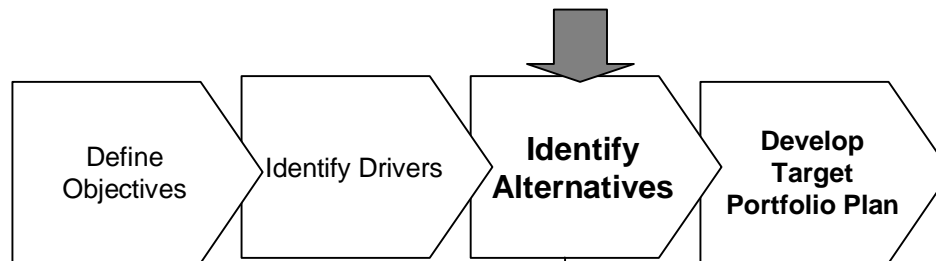 Define
Objectives
Identify Drivers
Identify
Alternatives
Develop
Target
Portfolio Plan